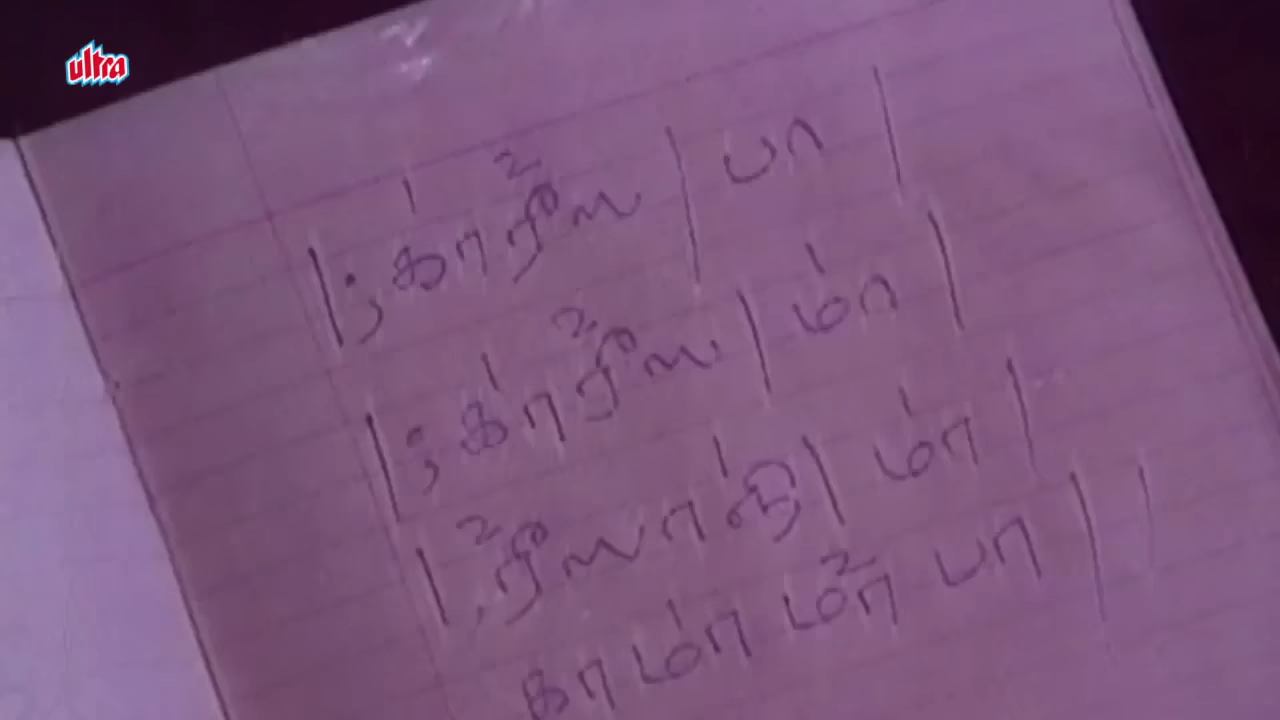 ultra
| ; கா ரீ ஸ | பா |
| ; கா ரீ ஸ | மா |
| , ரீ ஸா நி | மா |
கா மா மா பா | |